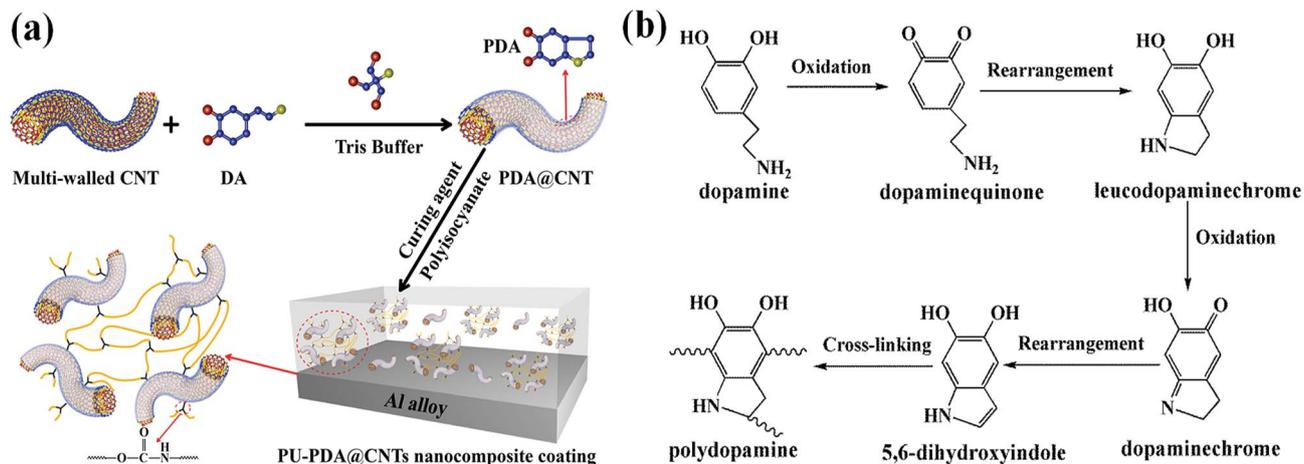 (a)
PDA
Multi-walled CNT
+
DA
Tris Buffer
PDA@CNT
Curing agent
Polyisocyanate
Al alloy
O
O
C
N
H
PU-PDA@CNTs nanocomposite coating
(b)
HO
OH
NH2
dopamine
Oxidation
O
O
NH2
dopaminequinone
Rearrangement
HO
OH
HN
leucodopaminechrome
Oxidation
HO
O
N
dopaminechrome
Rearrangement
HO
OH
HN
5,6-dihydroxyindole
Cross-linking
HO
OH
HN
polydopamine